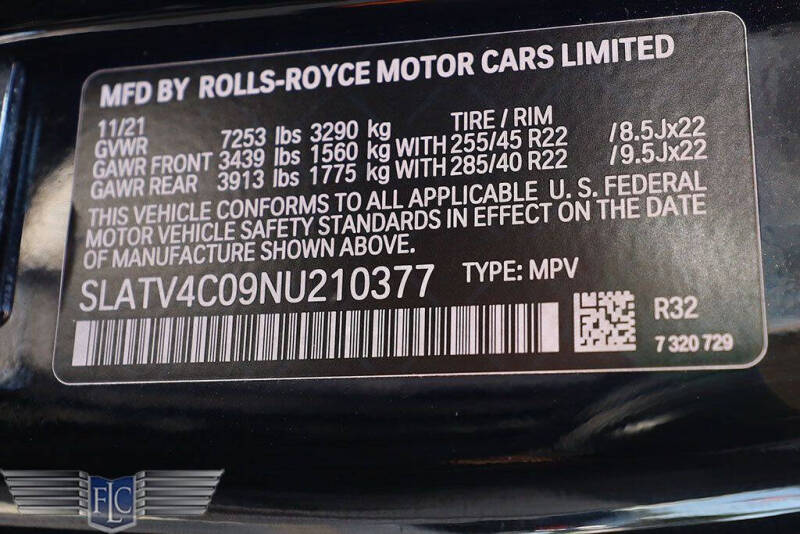 MFD BY ROLLS-ROYCE MOTOR CARS LIMITED
11/21 TIRE / RIM
GVWR 7253 lbs 3290 kg
GAWR FRONT 3439 lbs 1560 kg WITH 255/45 R22 /8.5Jx22
GAWR REAR 3913 lbs 1775 kg WITH 285/40 R22 /9.5Jx22
THIS VEHICLE CONFORMS TO ALL APPLICABLE U. S. FEDERAL
MOTOR VEHICLE SAFETY STANDARDS IN EFFECT ON THE DATE
OF MANUFACTURE SHOWN ABOVE.
SLATV4C09NU210377 TYPE: MPV
R32
7 320 729
FLC